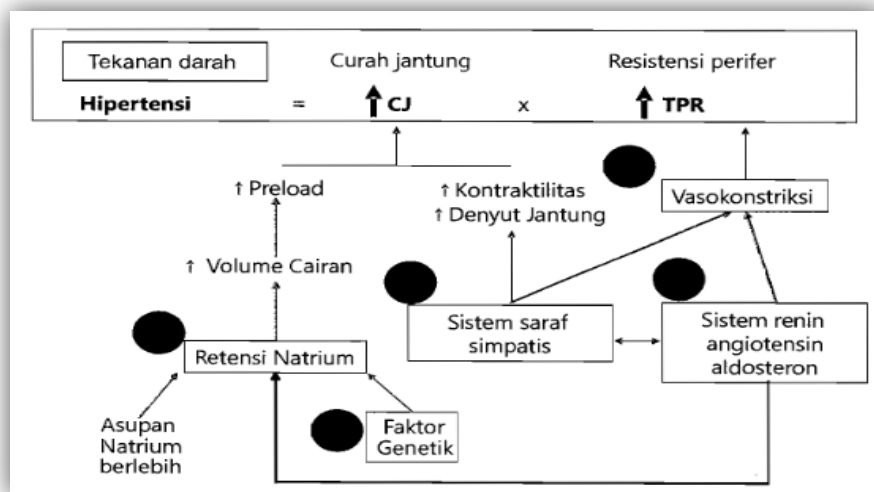 Tekanan darah
Curah jantung
Resistensi perifer
Hipertensi = ↑ CJ x ↑ TPR
↑ Preload
↑ Kontraktilitas
↑ Denyut Jantung
Vasokonstriksi
↑ Volume Cairan
Sistem saraf
simpatis
Sistem renin
angiotensin
aldosteron
Retensi Natrium
Asupan
Natrium
berlebih
Faktor
Genetik